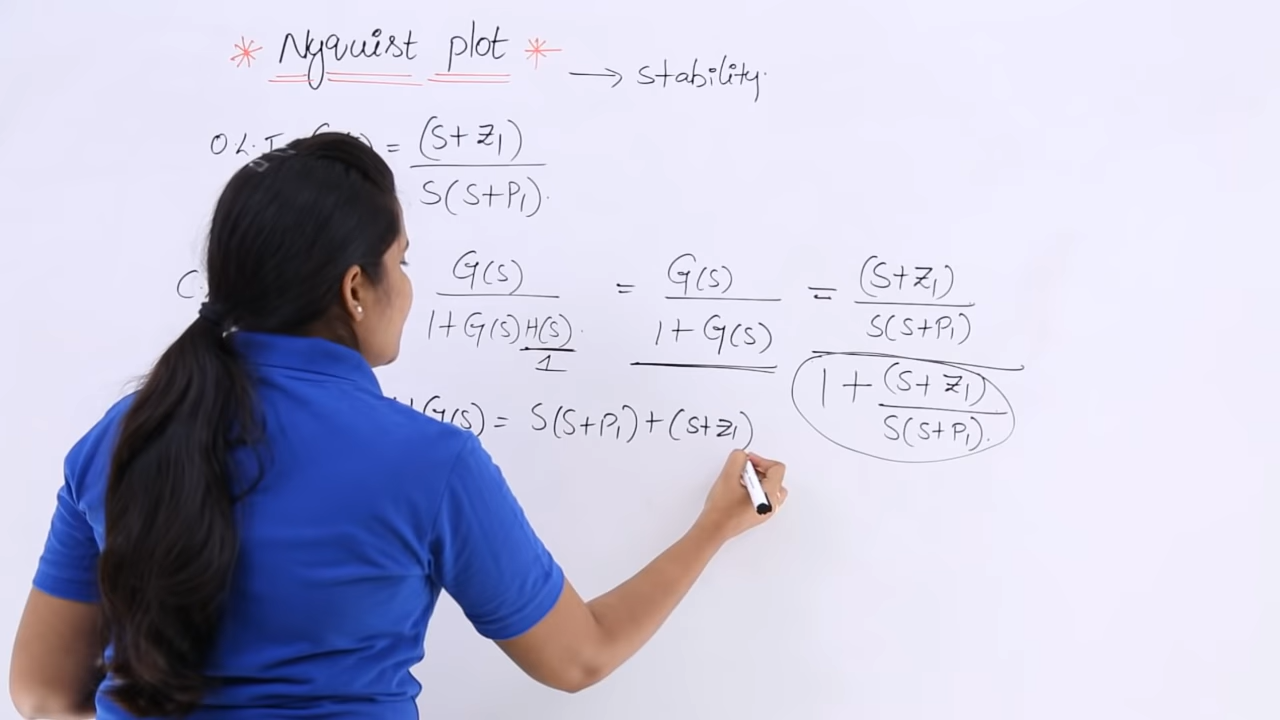 * Nyquist plot * → stability.
O.L.T = (S+Z₁) / S(S+P₁).
C. G(S) / 1+G(S)H(S). = G(S) / 1+G(S) = (S+Z₁) / S(S+P₁)
1
1 + (S+Z₁) / S(S+P₁).
G(S) = S(S+P₁)+(S+Z₁)